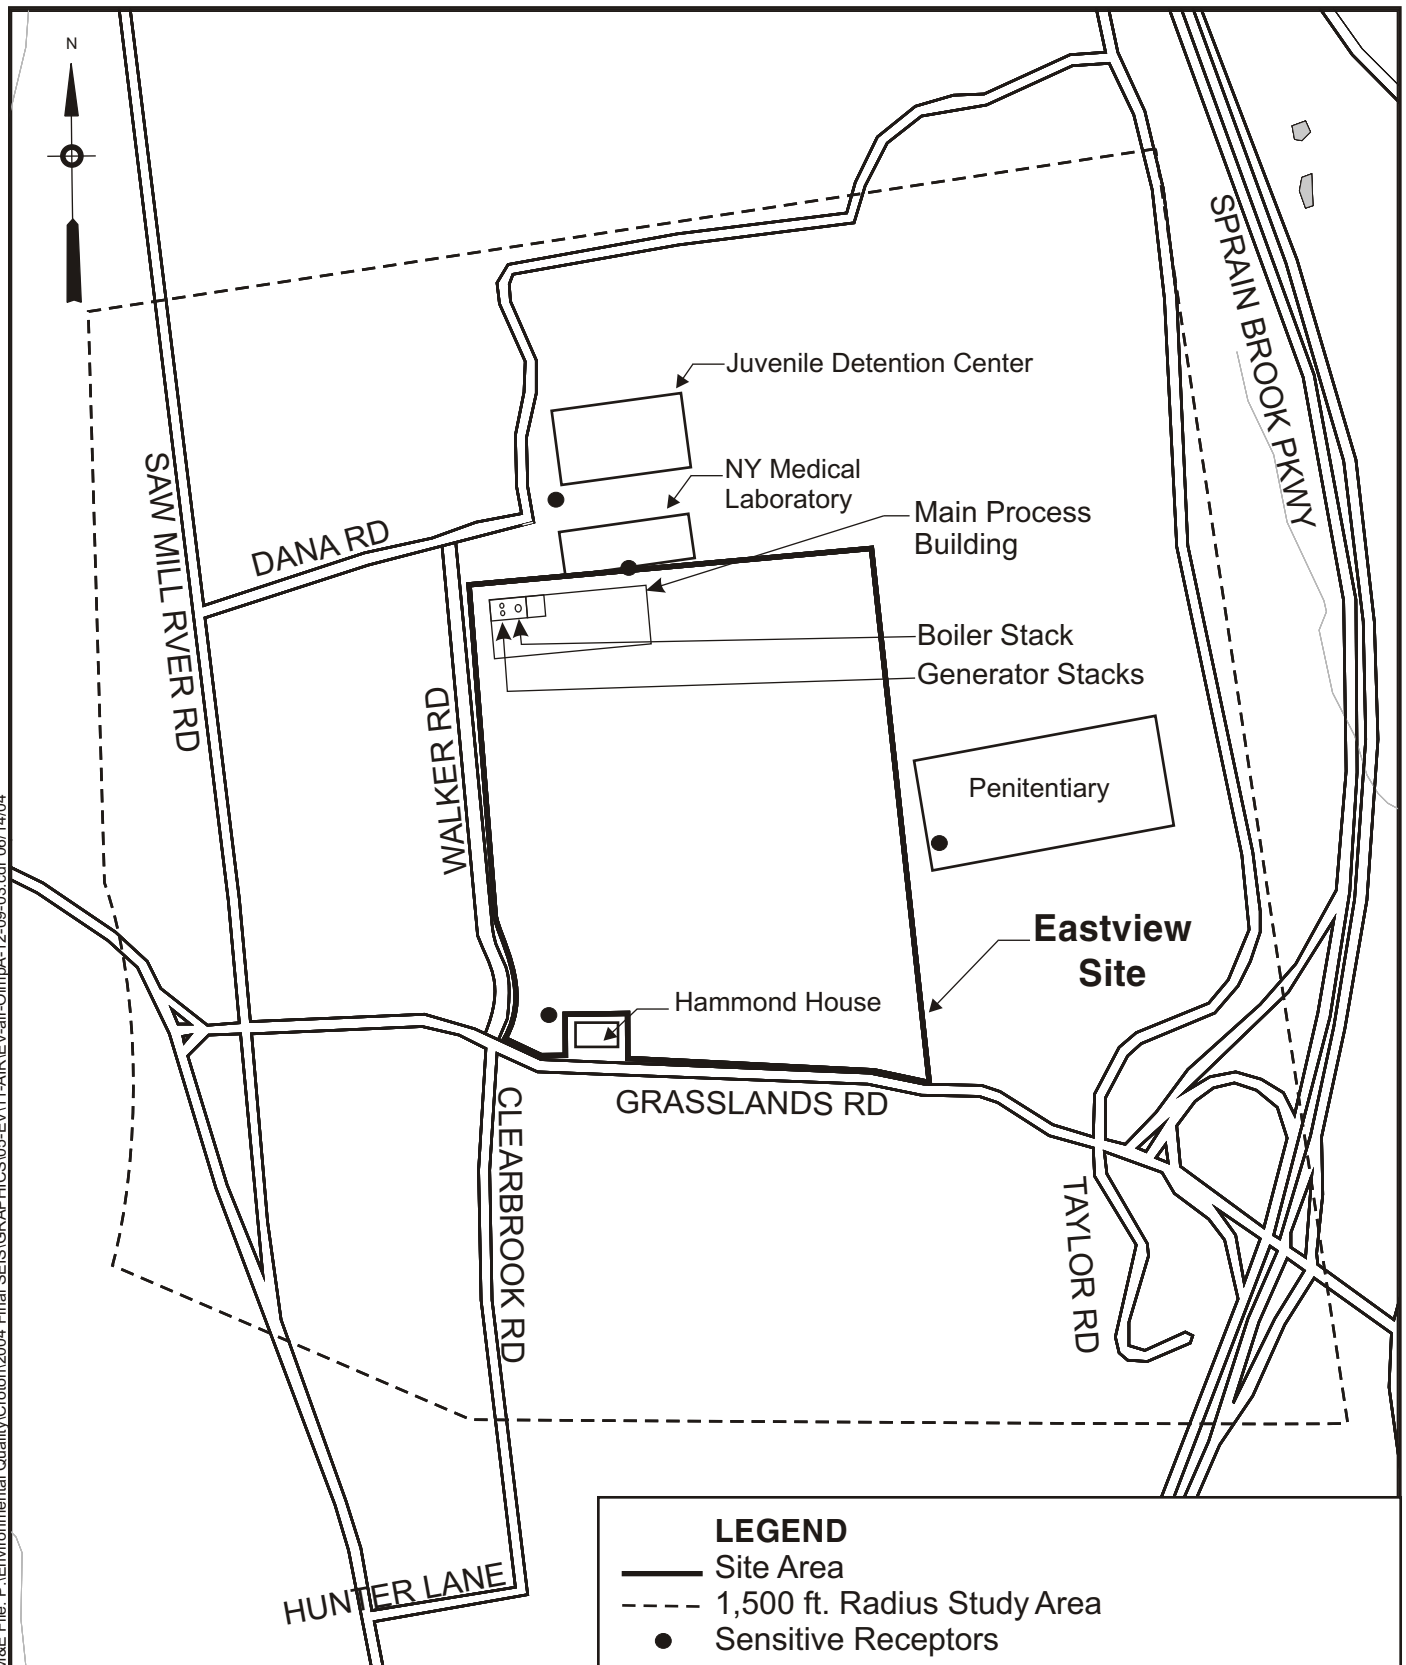 N
SPRAIN BROOK PKWY
Juvenile Detention Center
SAW MILL RVER RD
NY Medical
Laboratory
Main Process
Building
DANA RD
Boiler Stack
Generator Stacks
WALKER RD
Penitentiary
Eastview
Site
Hammond House
GRASSLANDS RD
CLEARBROOK RD
TAYLOR RD
HUNTER LANE
LEGEND
Site Area
1,500 ft. Radius Study Area
Sensitive Receptors